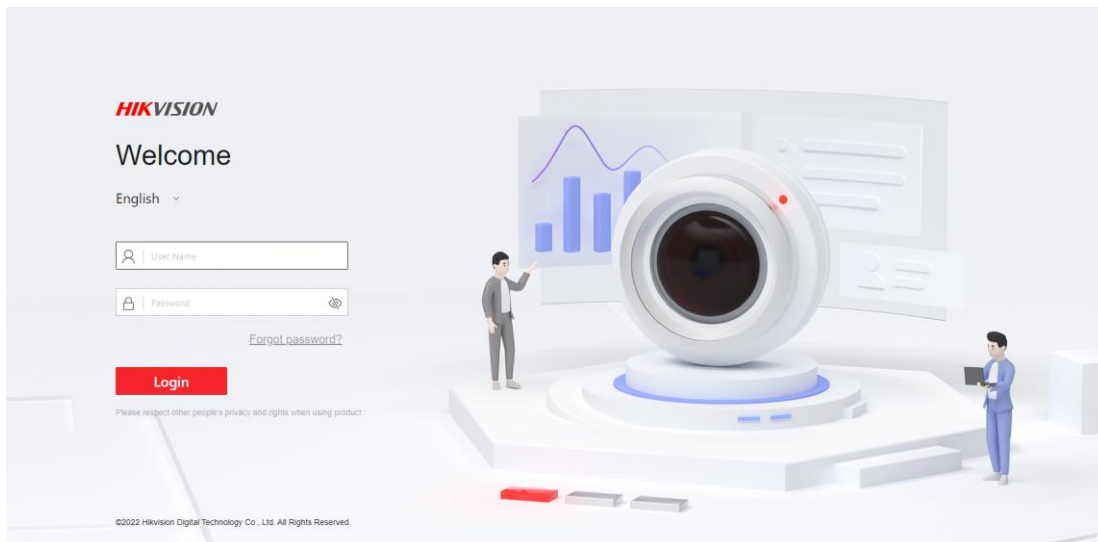 HIKVISION
Welcome
English
User Name
Password
Forgot password?
Login
Please respect other people's privacy and rights when using product.
©2022 Hikvision Digital Technology Co., Ltd. All Rights Reserved.